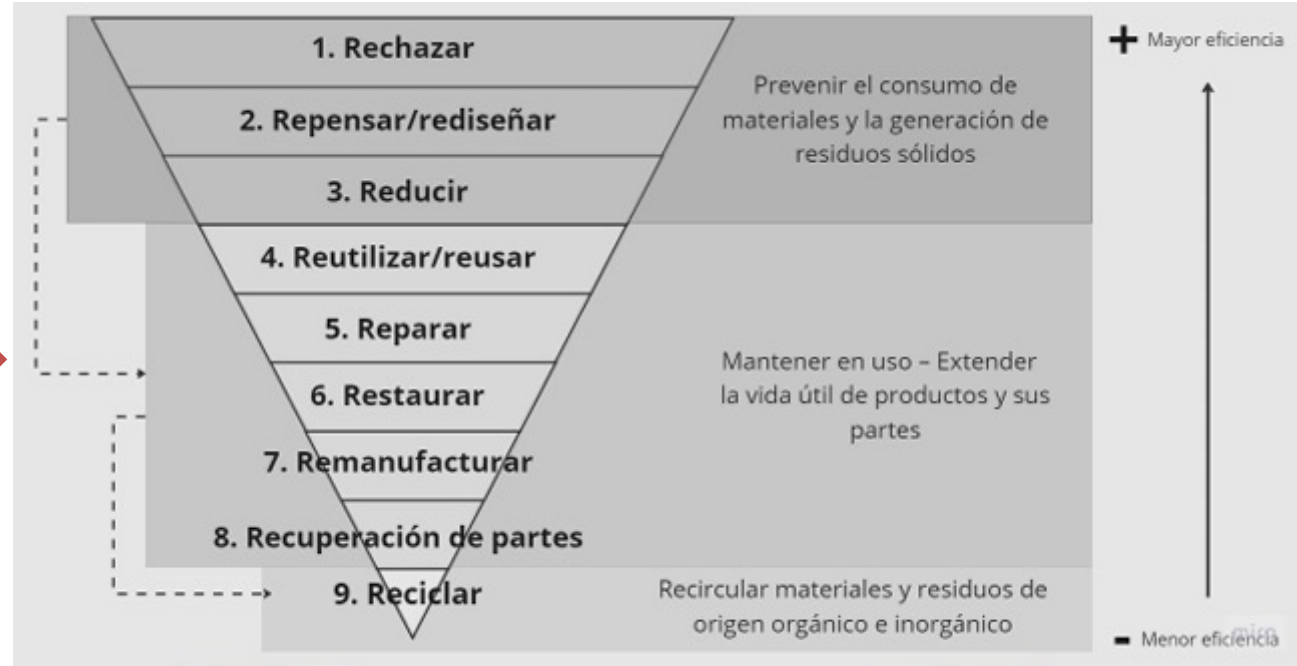 1. Rechazar
2. Repensar/rediseñar
3. Reducir
Prevenir el consumo de
materiales y la generación de
residuos sólidos
4. Reutilizar/reusar
5. Reparar
6. Restaurar
7. Remanufacturar
8. Recuperación de partes
Mantener en uso – Extender
la vida útil de productos y sus
partes
9. Reciclar
Recircular materiales y residuos de
origen orgánico e inorgánico
+ Mayor eficiencia
- Menor eficiencia
miro